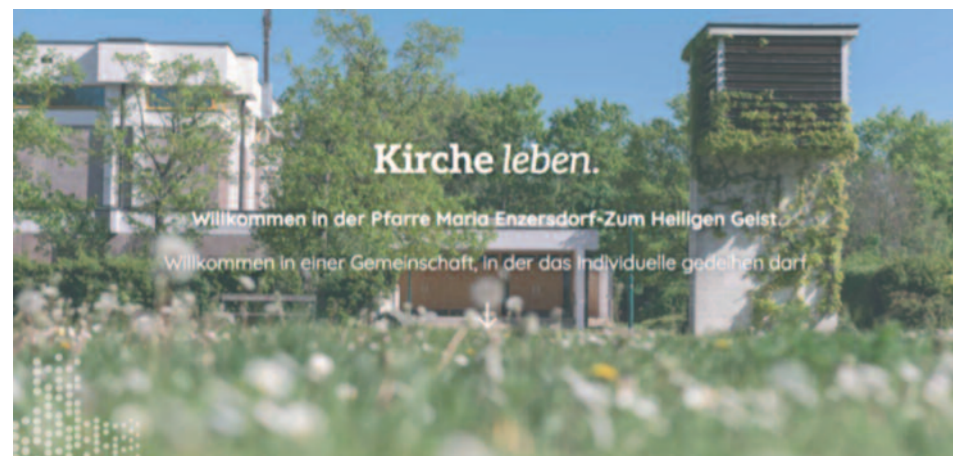 Kirche leben.
Willkommen in der Pfarre Maria Enzersdorf-Zum Heiligen Geist.
Willkommen in einer Gemeinschaft, in der das Individuelle gedeihen darf.